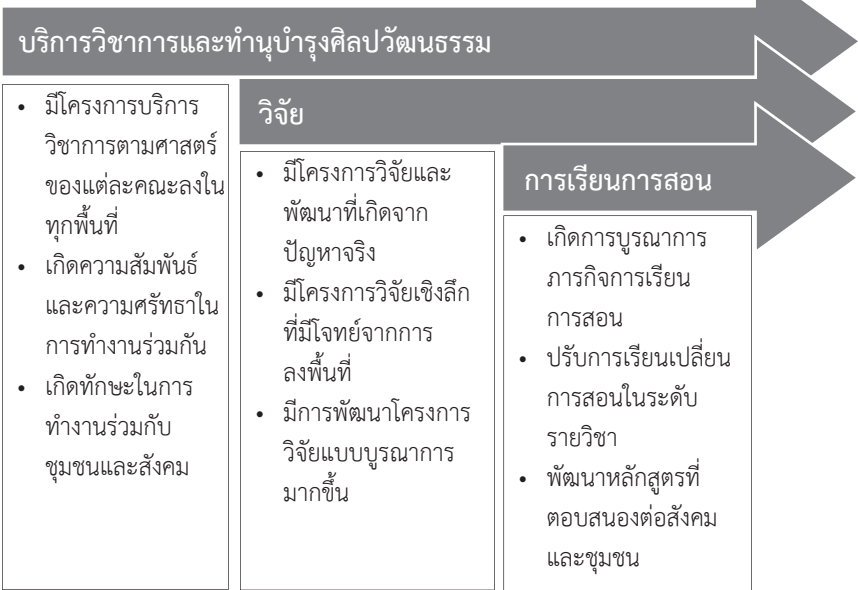 บริการวิชาการและทำนุบำรุงศิลปวัฒนธรรม
• มีโครงการบริการ
วิชาการตามศาสตร์
ของแต่ละคณะลงใน
ทุกพื้นที่
• เกิดความสัมพันธ์
และความศรัทธาใน
การทำงานร่วมกัน
• เกิดทักษะในการ
ทำงานร่วมกับ
ชุมชนและสังคม
วิจัย
• มีโครงการวิจัยและ
พัฒนาที่เกิดจาก
ปัญหาจริง
• มีโครงการวิจัยเชิงลึก
ที่มีโจทย์จากการ
ลงพื้นที่
• มีการพัฒนาโครงการ
วิจัยแบบบูรณาการ
มากขึ้น
การเรียนการสอน
• เกิดการบูรณาการ
ภารกิจการเรียน
การสอน
• ปรับการเรียนเปลี่ยน
การสอนในระดับ
รายวิชา
• พัฒนาหลักสูตรที่
ตอบสนองต่อสังคม
และชุมชน